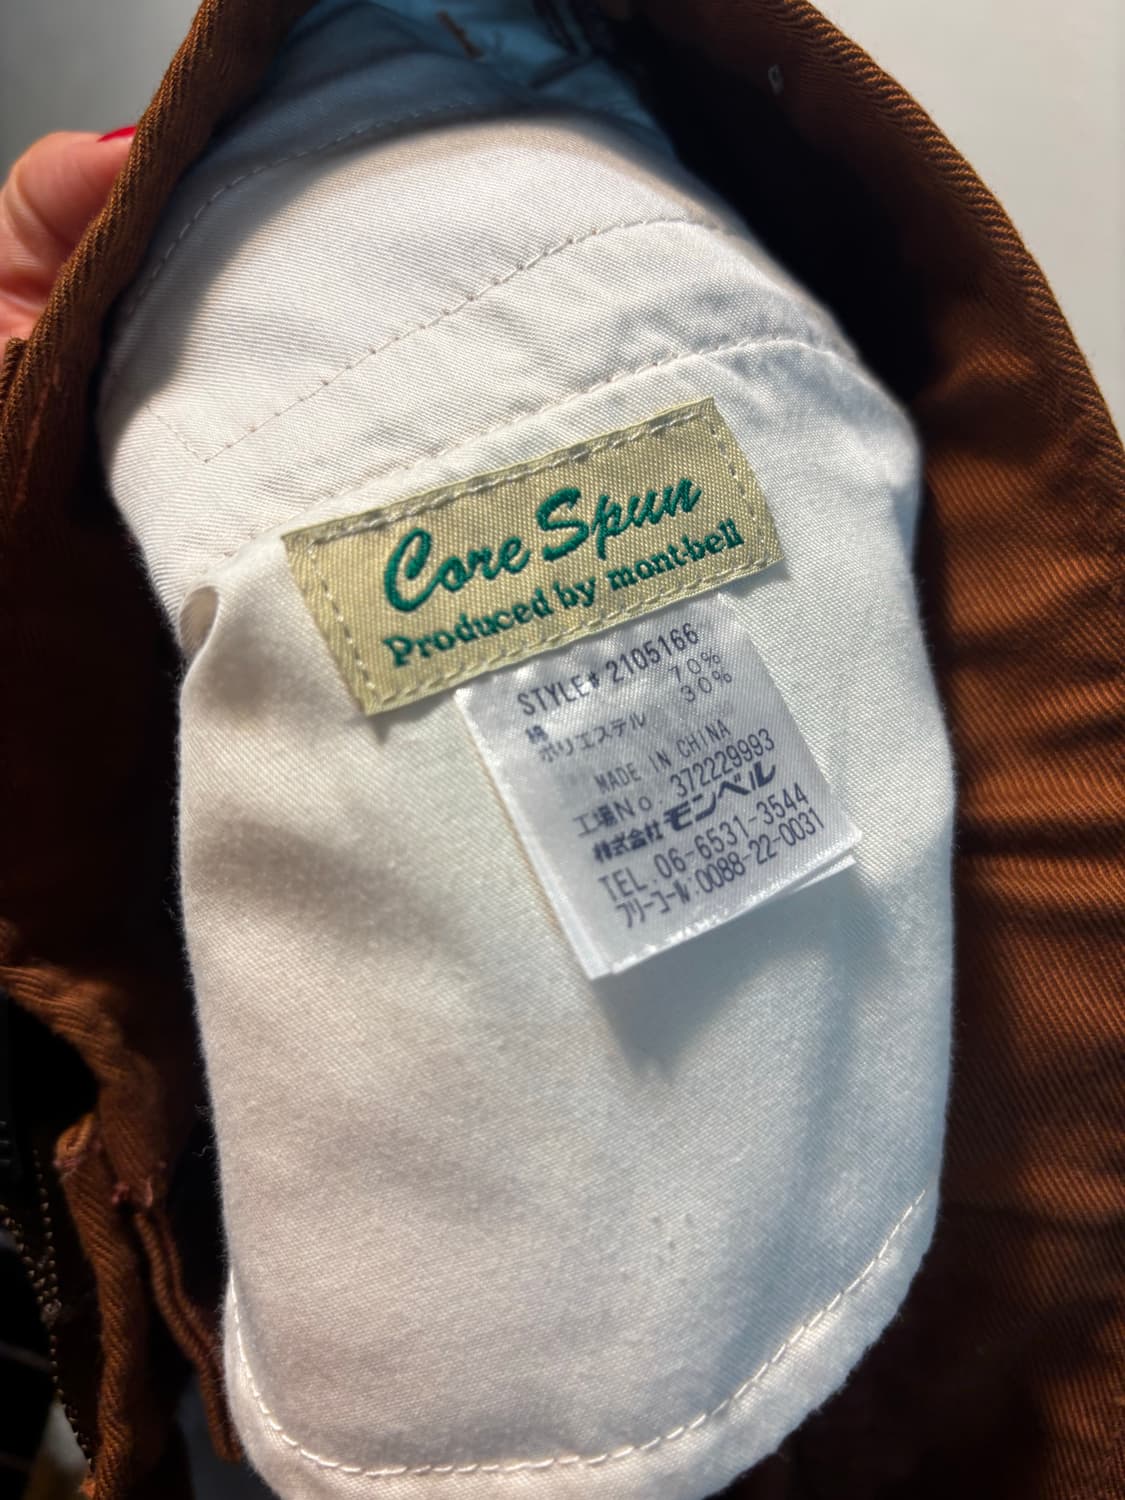 Core Spun
Produced by mont-bell
STYLE# 2105166
綿 70%
ポリエステル 30%
MADE IN CHINA
工場No. 372229993
株式会社 モンベル
TEL.06-6531-3544
フリーコール:0088-22-0031